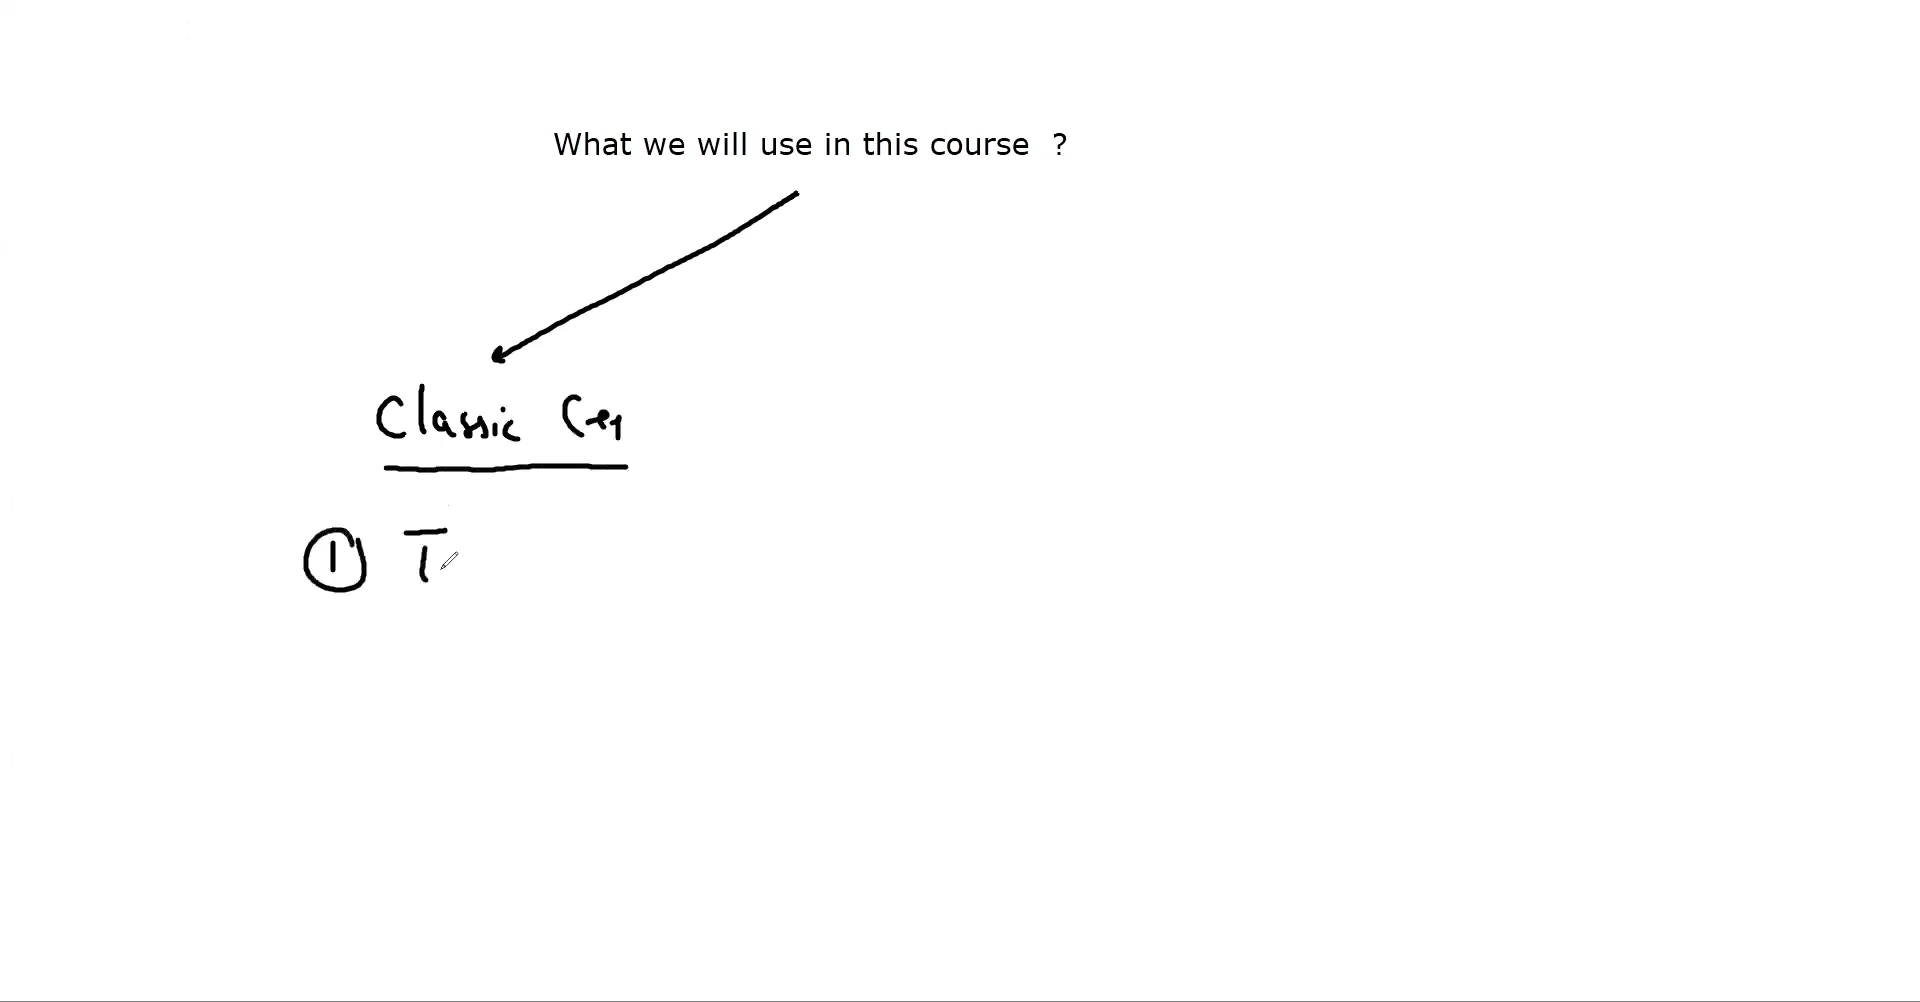 What we will use in this course ?
Classic
① T